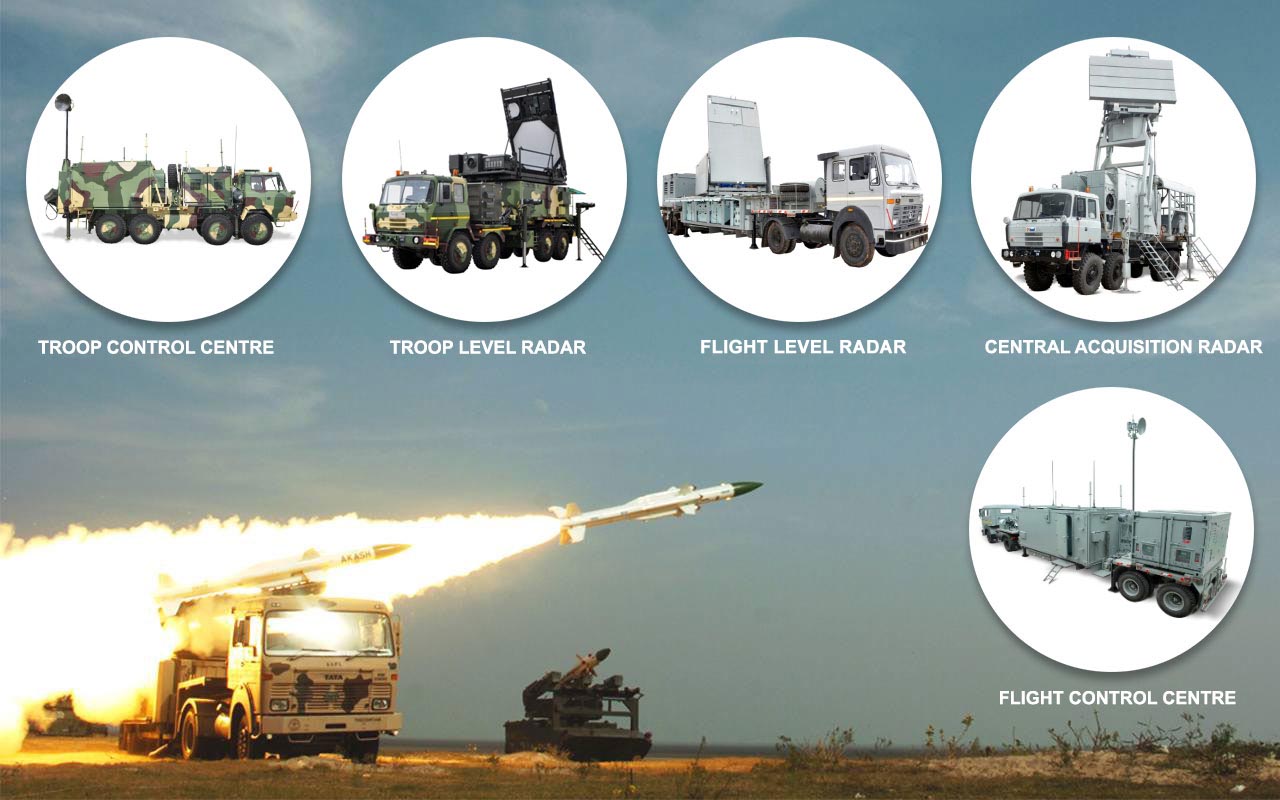 TROOP CONTROL CENTRE
TROOP LEVEL RADAR
FLIGHT LEVEL RADAR
CENTRAL ACQUISITION RADAR
AKASH
TATA
FLIGHT CONTROL CENTRE